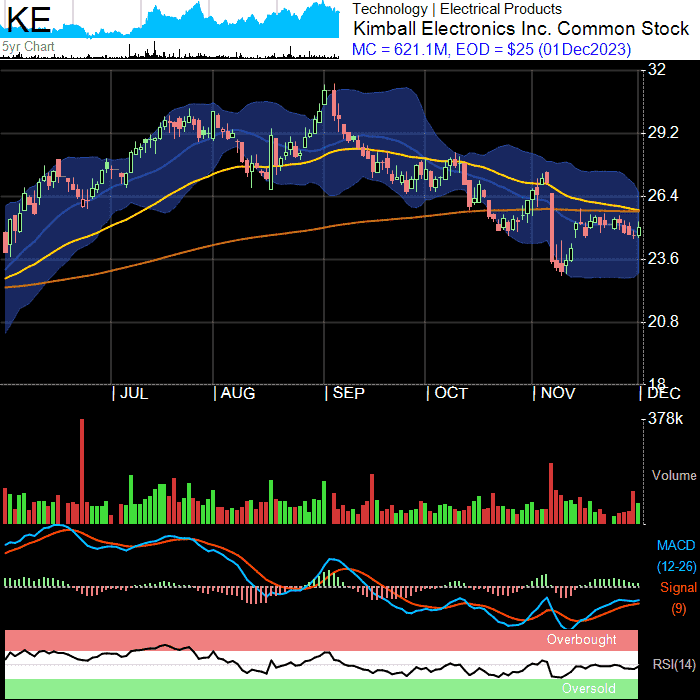 KE
5yr Chart
Technology | Electrical Products
Kimball Electronics Inc. Common Stock
MC = 621.1M, EOD = $25 (01Dec2023)
32
29.2
26.4
23.6
20.8
18
JUL AUG SEP OCT NOV DEC
378k
Volume
MACD
(12-26)
Signal
(9)
Overbought
RSI(14)
Oversold